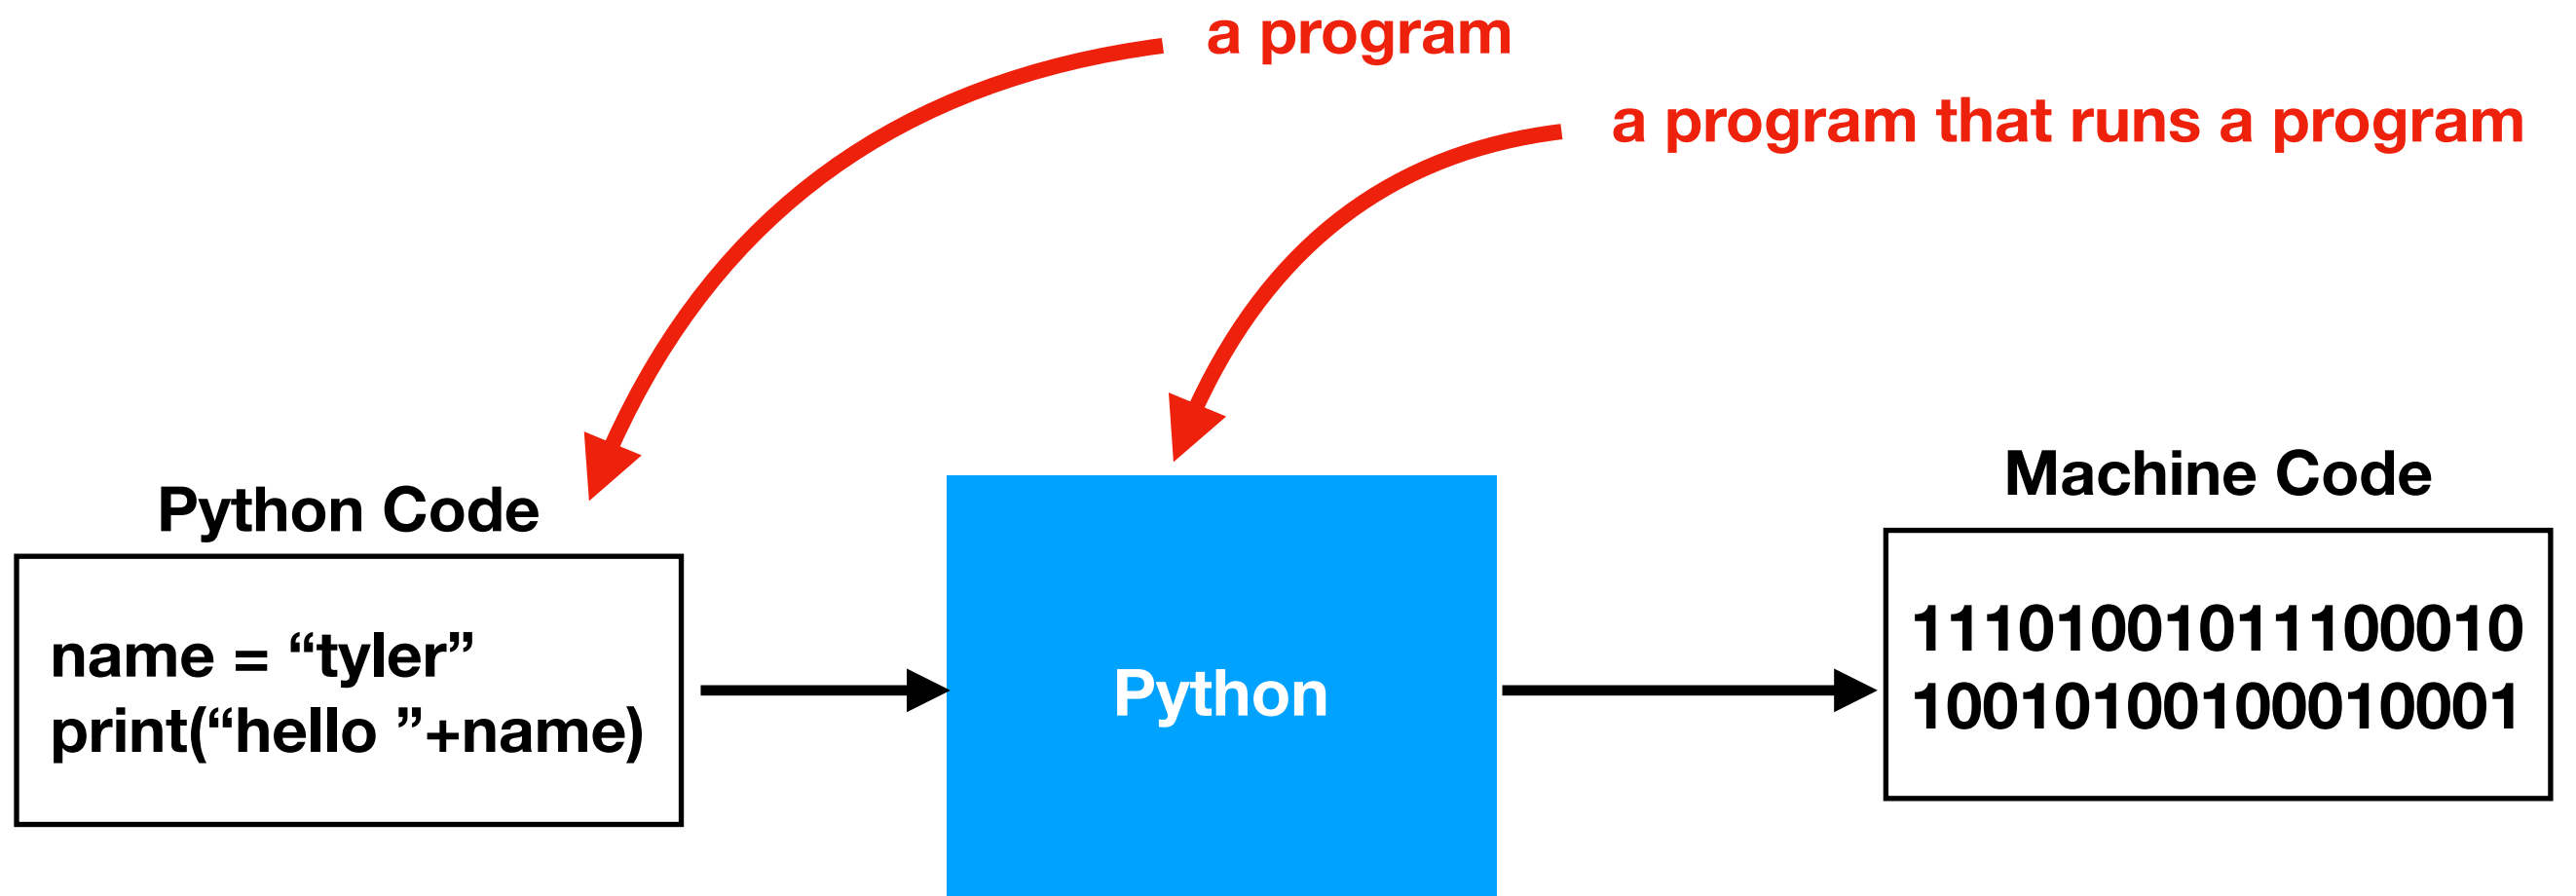 a program
a program that runs a program
Python Code
name = “tyler”
print(“hello ”+name)
Python
Machine Code
11101001011100010
10010100100010001